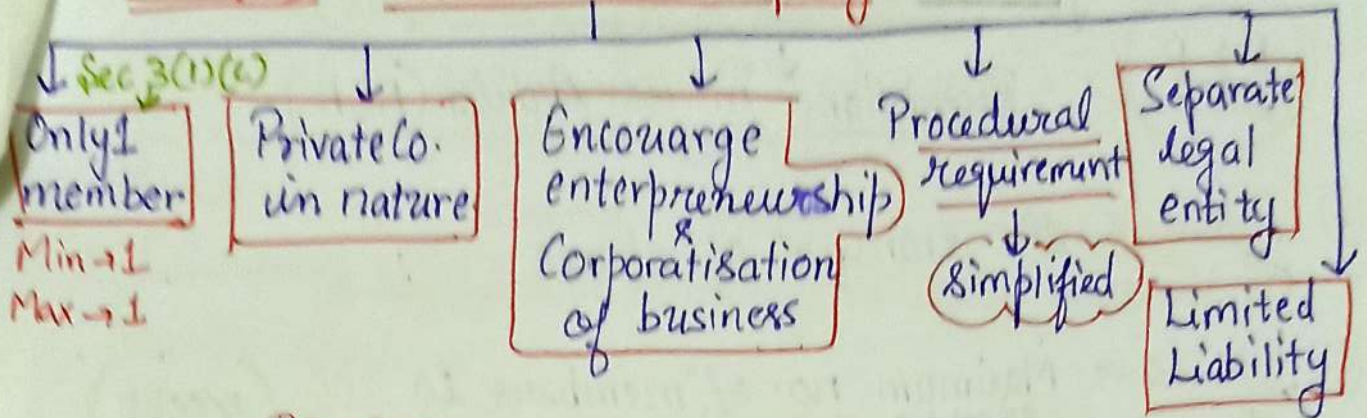 Sec 3(1)(c)
Only 1
member
Min→1
Max→1
Private Co.
in nature
Encouarge
enterpreneurship
&
Corporatisation
of business
Procedural
requirement
↓
simplified
Separate
legal
entity
Limited
Liability